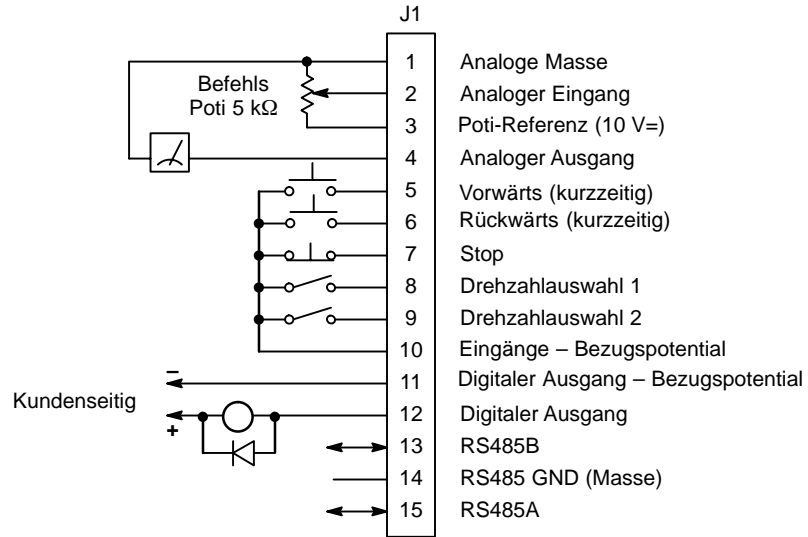 J1
1 Analoge Masse
Befehls
Poti 5 kΩ
2 Analoger Eingang
3 Poti-Referenz (10 V=)
4 Analoger Ausgang
5 Vorwärts (kurzzeitig)
6 Rückwärts (kurzzeitig)
7 Stop
8 Drehzahlauswahl 1
9 Drehzahlauswahl 2
10 Eingänge – Bezugspotential
– 11 Digitaler Ausgang – Bezugspotential
Kundenseitig
+ 12 Digitaler Ausgang
13 RS485B
14 RS485 GND (Masse)
15 RS485A